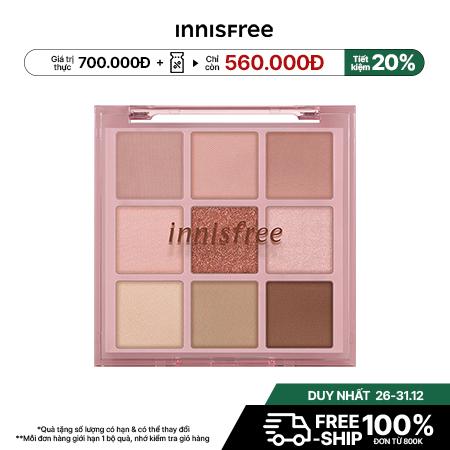 INNISFREE
Giá trị thực 700.000Đ + ▸ Chỉ còn 560.000Đ Tiết kiệm 20%
innisfree
DUY NHẤT 26-31.12
*Quà tặng số lượng có hạn & có thể thay đổi
**Mỗi đơn hàng giới hạn 1 bộ quà, nhớ kiểm tra giỏ hàng
FREE -SHIP 100%
ĐƠN TỪ 800K